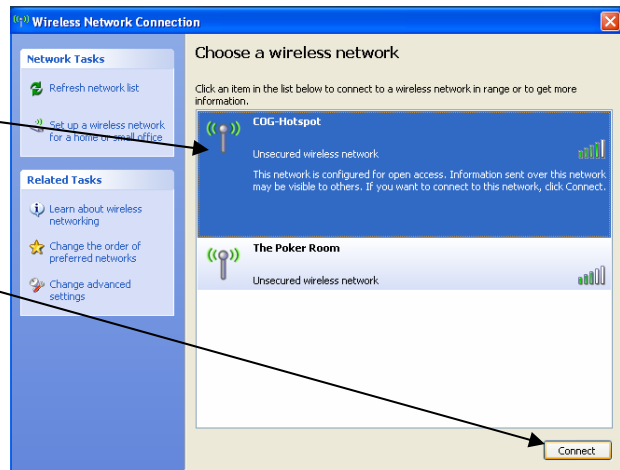 Wireless Network Connection
Network Tasks
Refresh network list
Set up a wireless network
for a home or small office
Related Tasks
Learn about wireless
networking
Change the order of
preferred networks
Change advanced
settings
Choose a wireless network
Click an item in the list below to connect to a wireless network in range or to get more
information.
COG-Hotspot
Unsecured wireless network
This network is configured for open access. Information sent over this network
may be visible to others. If you want to connect to this network, click Connect.
The Poker Room
Unsecured wireless network
Connect